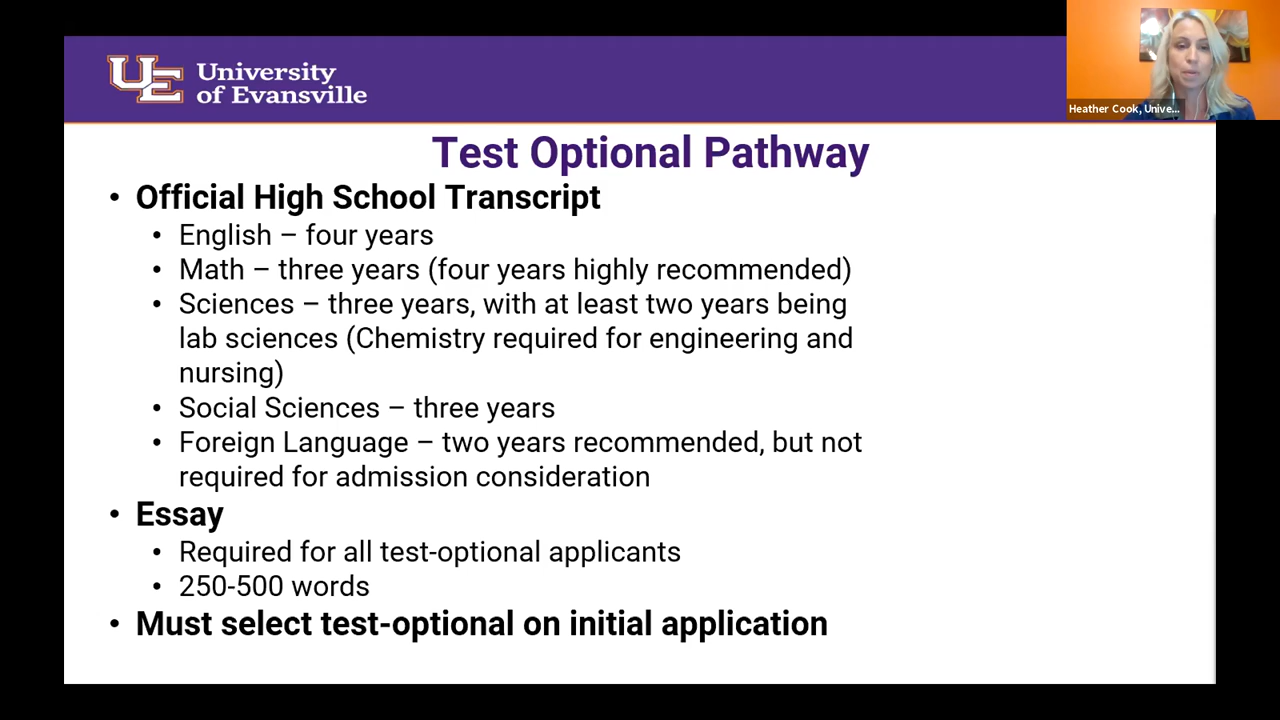 UE University
of Evansville
Heather Cook, Unive...
Test Optional Pathway
• Official High School Transcript
• English – four years
• Math – three years (four years highly recommended)
• Sciences – three years, with at least two years being
lab sciences (Chemistry required for engineering and
nursing)
• Social Sciences – three years
• Foreign Language – two years recommended, but not
required for admission consideration
• Essay
• Required for all test-optional applicants
• 250-500 words
• Must select test-optional on initial application